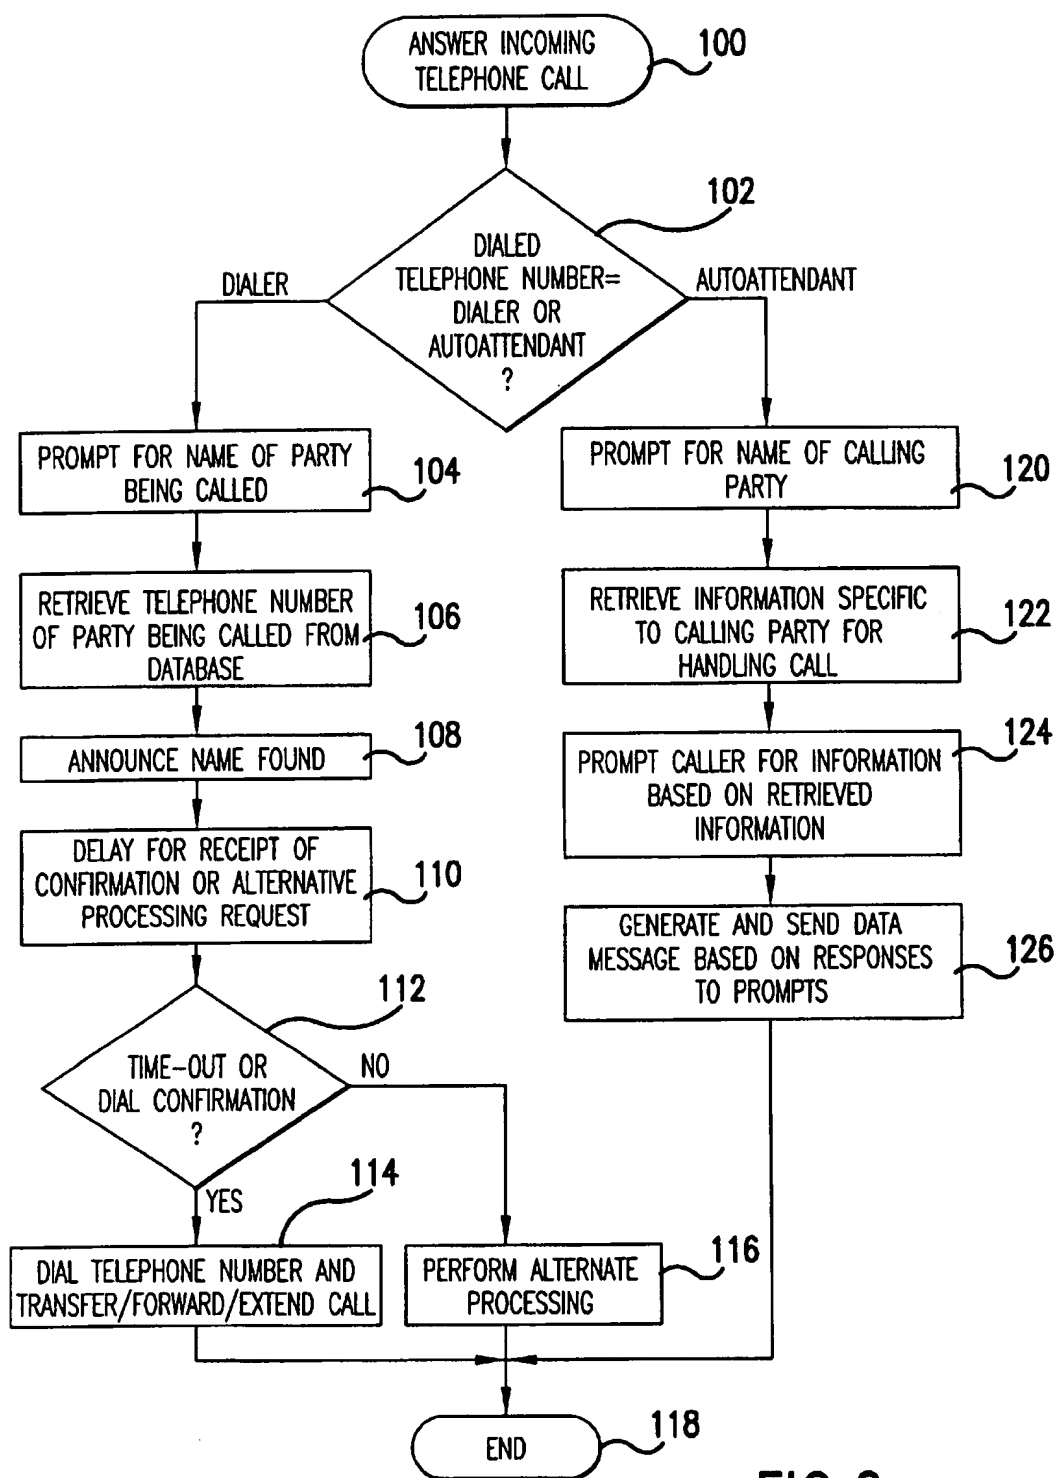 ANSWER INCOMING
TELEPHONE CALL
100
102
DIALED
TELEPHONE NUMBER=
DIALER OR
AUTOATTENDANT
?
DIALER
AUTOATTENDANT
PROMPT FOR NAME OF PARTY
BEING CALLED
104
PROMPT FOR NAME OF CALLING
PARTY
120
RETRIEVE TELEPHONE NUMBER
OF PARTY BEING CALLED FROM
DATABASE
106
RETRIEVE INFORMATION SPECIFIC
TO CALLING PARTY FOR
HANDLING CALL
122
ANNOUNCE NAME FOUND
108
PROMPT CALLER FOR INFORMATION
BASED ON RETRIEVED
INFORMATION
124
DELAY FOR RECEIPT OF
CONFIRMATION OR ALTERNATIVE
PROCESSING REQUEST
110
GENERATE AND SEND DATA
MESSAGE BASED ON RESPONSES
TO PROMPTS
126
112
TIME-OUT OR
DIAL CONFIRMATION
?
NO
YES
114
DIAL TELEPHONE NUMBER AND
TRANSFER/FORWARD/EXTEND CALL
PERFORM ALTERNATE
PROCESSING
116
END
118